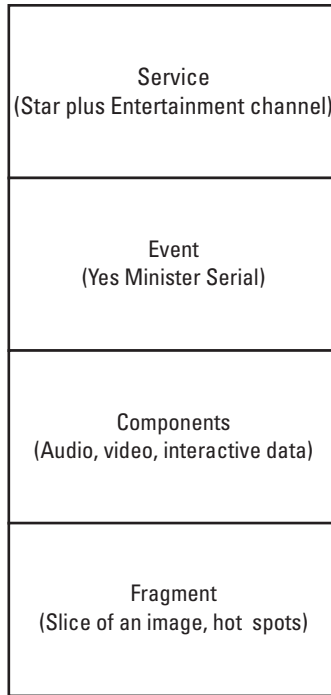 Service
(Star plus Entertainment channel)
Event
(Yes Minister Serial)
Components
(Audio, video, interactive data)
Fragment
(Slice of an image, hot spots)